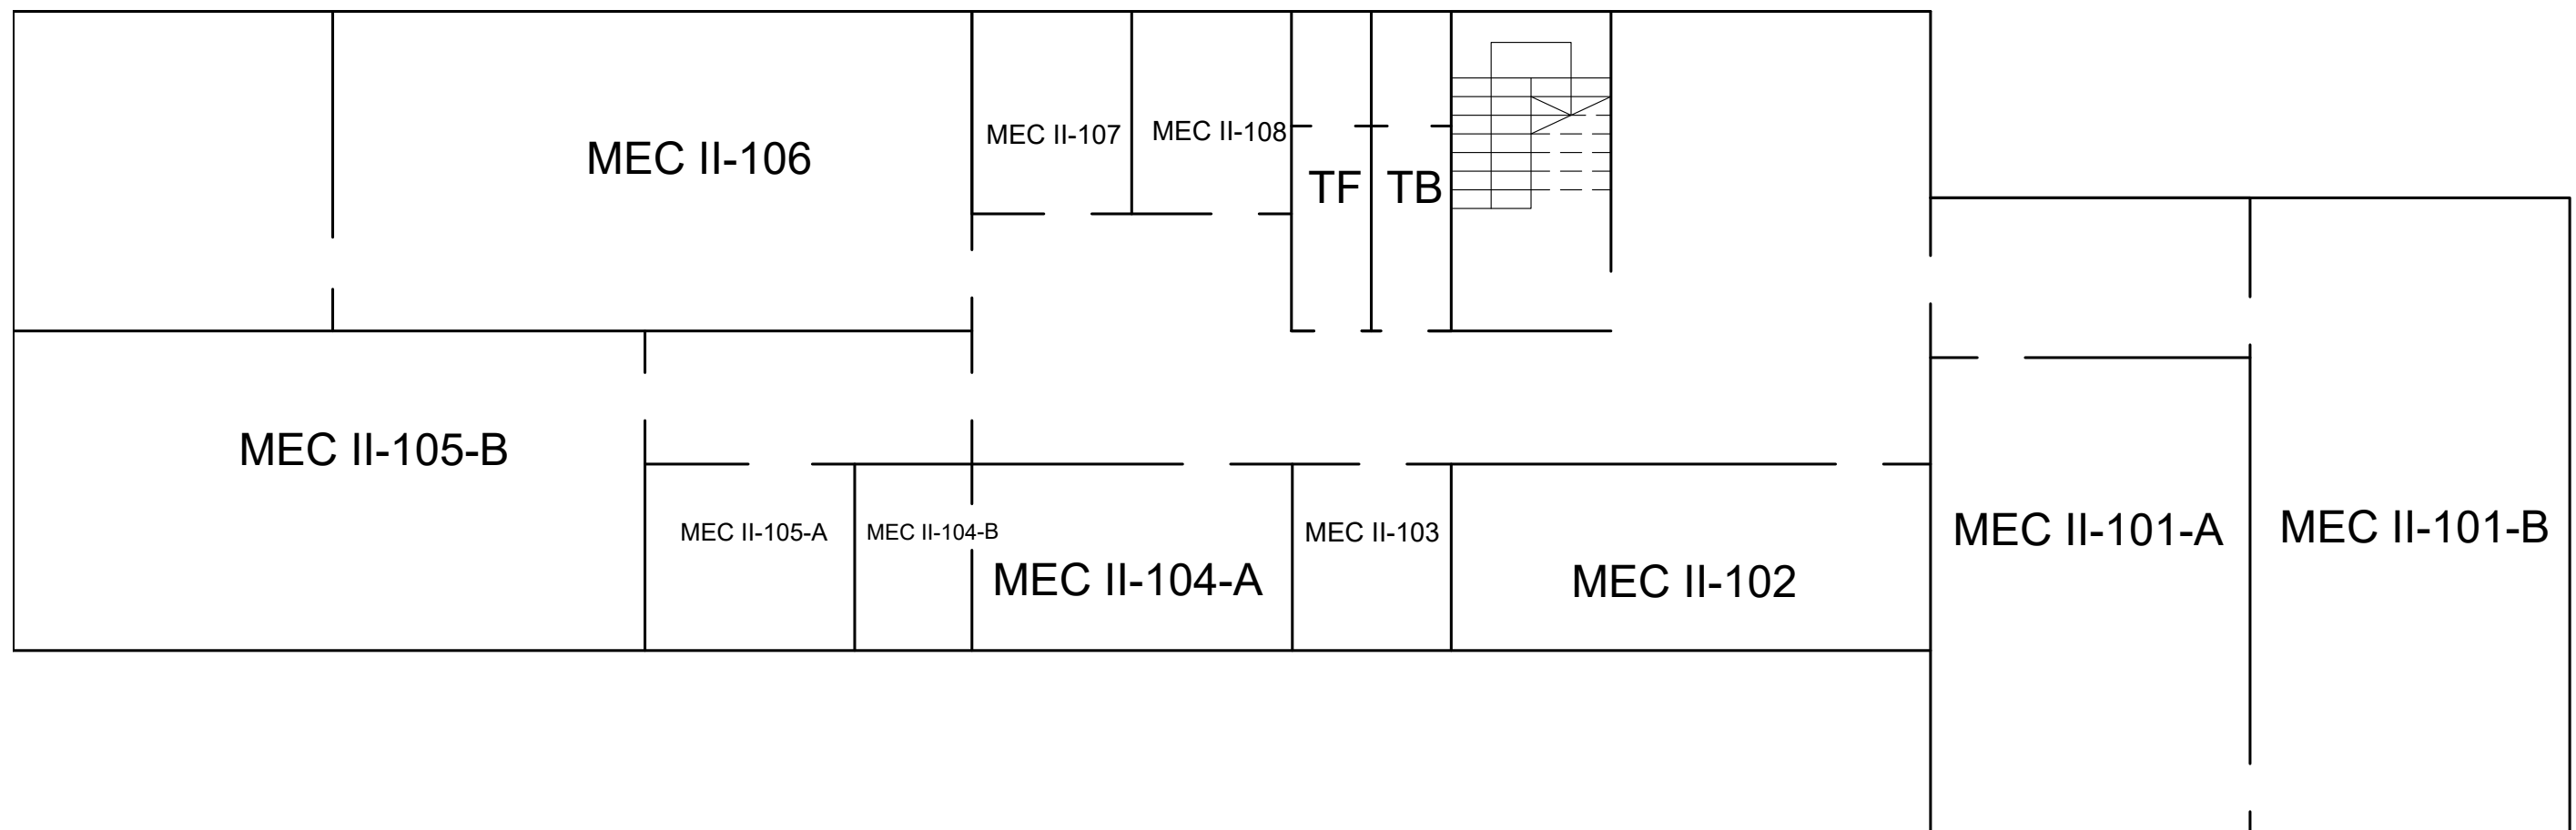 MEC II-106
MEC II-107
MEC II-108
TF
TB
MEC II-105-B
MEC II-105-A
MEC II-104-B
MEC II-104-A
MEC II-103
MEC II-102
MEC II-101-A
MEC II-101-B